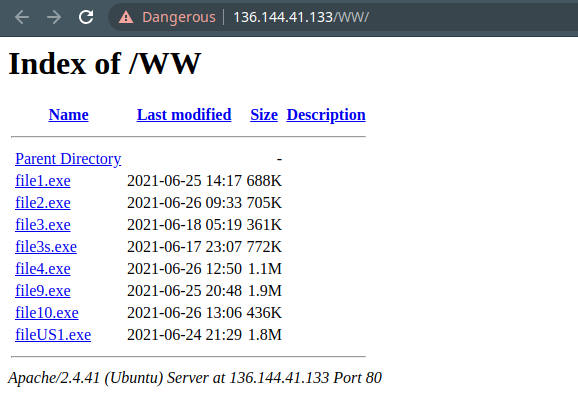 Dangerous 136.144.41.133/WW/
Index of /WW
Name Last modified Size Description
Parent Directory -
file1.exe 2021-06-25 14:17 688K
file2.exe 2021-06-26 09:33 705K
file3.exe 2021-06-18 05:19 361K
file3s.exe 2021-06-17 23:07 772K
file4.exe 2021-06-26 12:50 1.1M
file9.exe 2021-06-25 20:48 1.9M
file10.exe 2021-06-26 13:06 436K
fileUS1.exe 2021-06-24 21:29 1.8M
Apache/2.4.41 (Ubuntu) Server at 136.144.41.133 Port 80